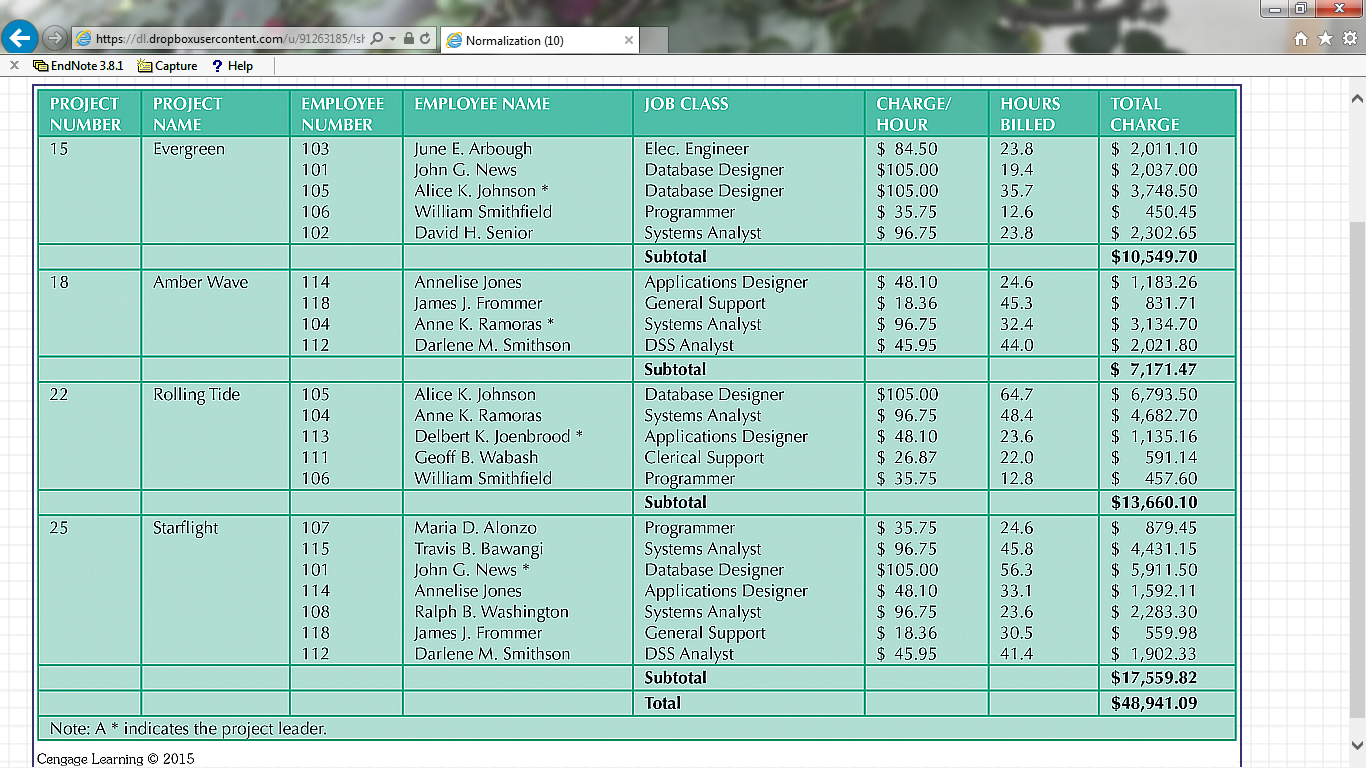 https://dl.dropboxusercontent.com/u/91263185/!sh
Normalization (10)
EndNote 3.8.1 Capture ? Help
PROJECT NUMBER PROJECT NAME EMPLOYEE NUMBER EMPLOYEE NAME JOB CLASS CHARGE/ HOUR HOURS BILLED TOTAL CHARGE
15 Evergreen 103 June E. Arbough Elec. Engineer $ 84.50 23.8 $ 2,011.10
101 John G. News Database Designer $105.00 19.4 $ 2,037.00
105 Alice K. Johnson * Database Designer $105.00 35.7 $ 3,748.50
106 William Smithfield Programmer $ 35.75 12.6 $ 450.45
102 David H. Senior Systems Analyst $ 96.75 23.8 $ 2,302.65
Subtotal $10,549.70
18 Amber Wave 114 Annelise Jones Applications Designer $ 48.10 24.6 $ 1,183.26
118 James J. Frommer General Support $ 18.36 45.3 $ 831.71
104 Anne K. Ramoras * Systems Analyst $ 96.75 32.4 $ 3,134.70
112 Darlene M. Smithson DSS Analyst $ 45.95 44.0 $ 2,021.80
Subtotal $ 7,171.47
22 Rolling Tide 105 Alice K. Johnson Database Designer $105.00 64.7 $ 6,793.50
104 Anne K. Ramoras Systems Analyst $ 96.75 48.4 $ 4,682.70
113 Delbert K. Joenbrood * Applications Designer $ 48.10 23.6 $ 1,135.16
111 Geoff B. Wabash Clerical Support $ 26.87 22.0 $ 591.14
106 William Smithfield Programmer $ 35.75 12.8 $ 457.60
Subtotal $13,660.10
25 Starflight 107 Maria D. Alonzo Programmer $ 35.75 24.6 $ 879.45
115 Travis B. Bawangi Systems Analyst $ 96.75 45.8 $ 4,431.15
101 John G. News * Database Designer $105.00 56.3 $ 5,911.50
114 Annelise Jones Applications Designer $ 48.10 33.1 $ 1,592.11
108 Ralph B. Washington Systems Analyst $ 96.75 23.6 $ 2,283.30
118 James J. Frommer General Support $ 18.36 30.5 $ 559.98
112 Darlene M. Smithson DSS Analyst $ 45.95 41.4 $ 1,902.33
Subtotal $17,559.82
Total $48,941.09
Note: A * indicates the project leader.
Cengage Learning © 2015